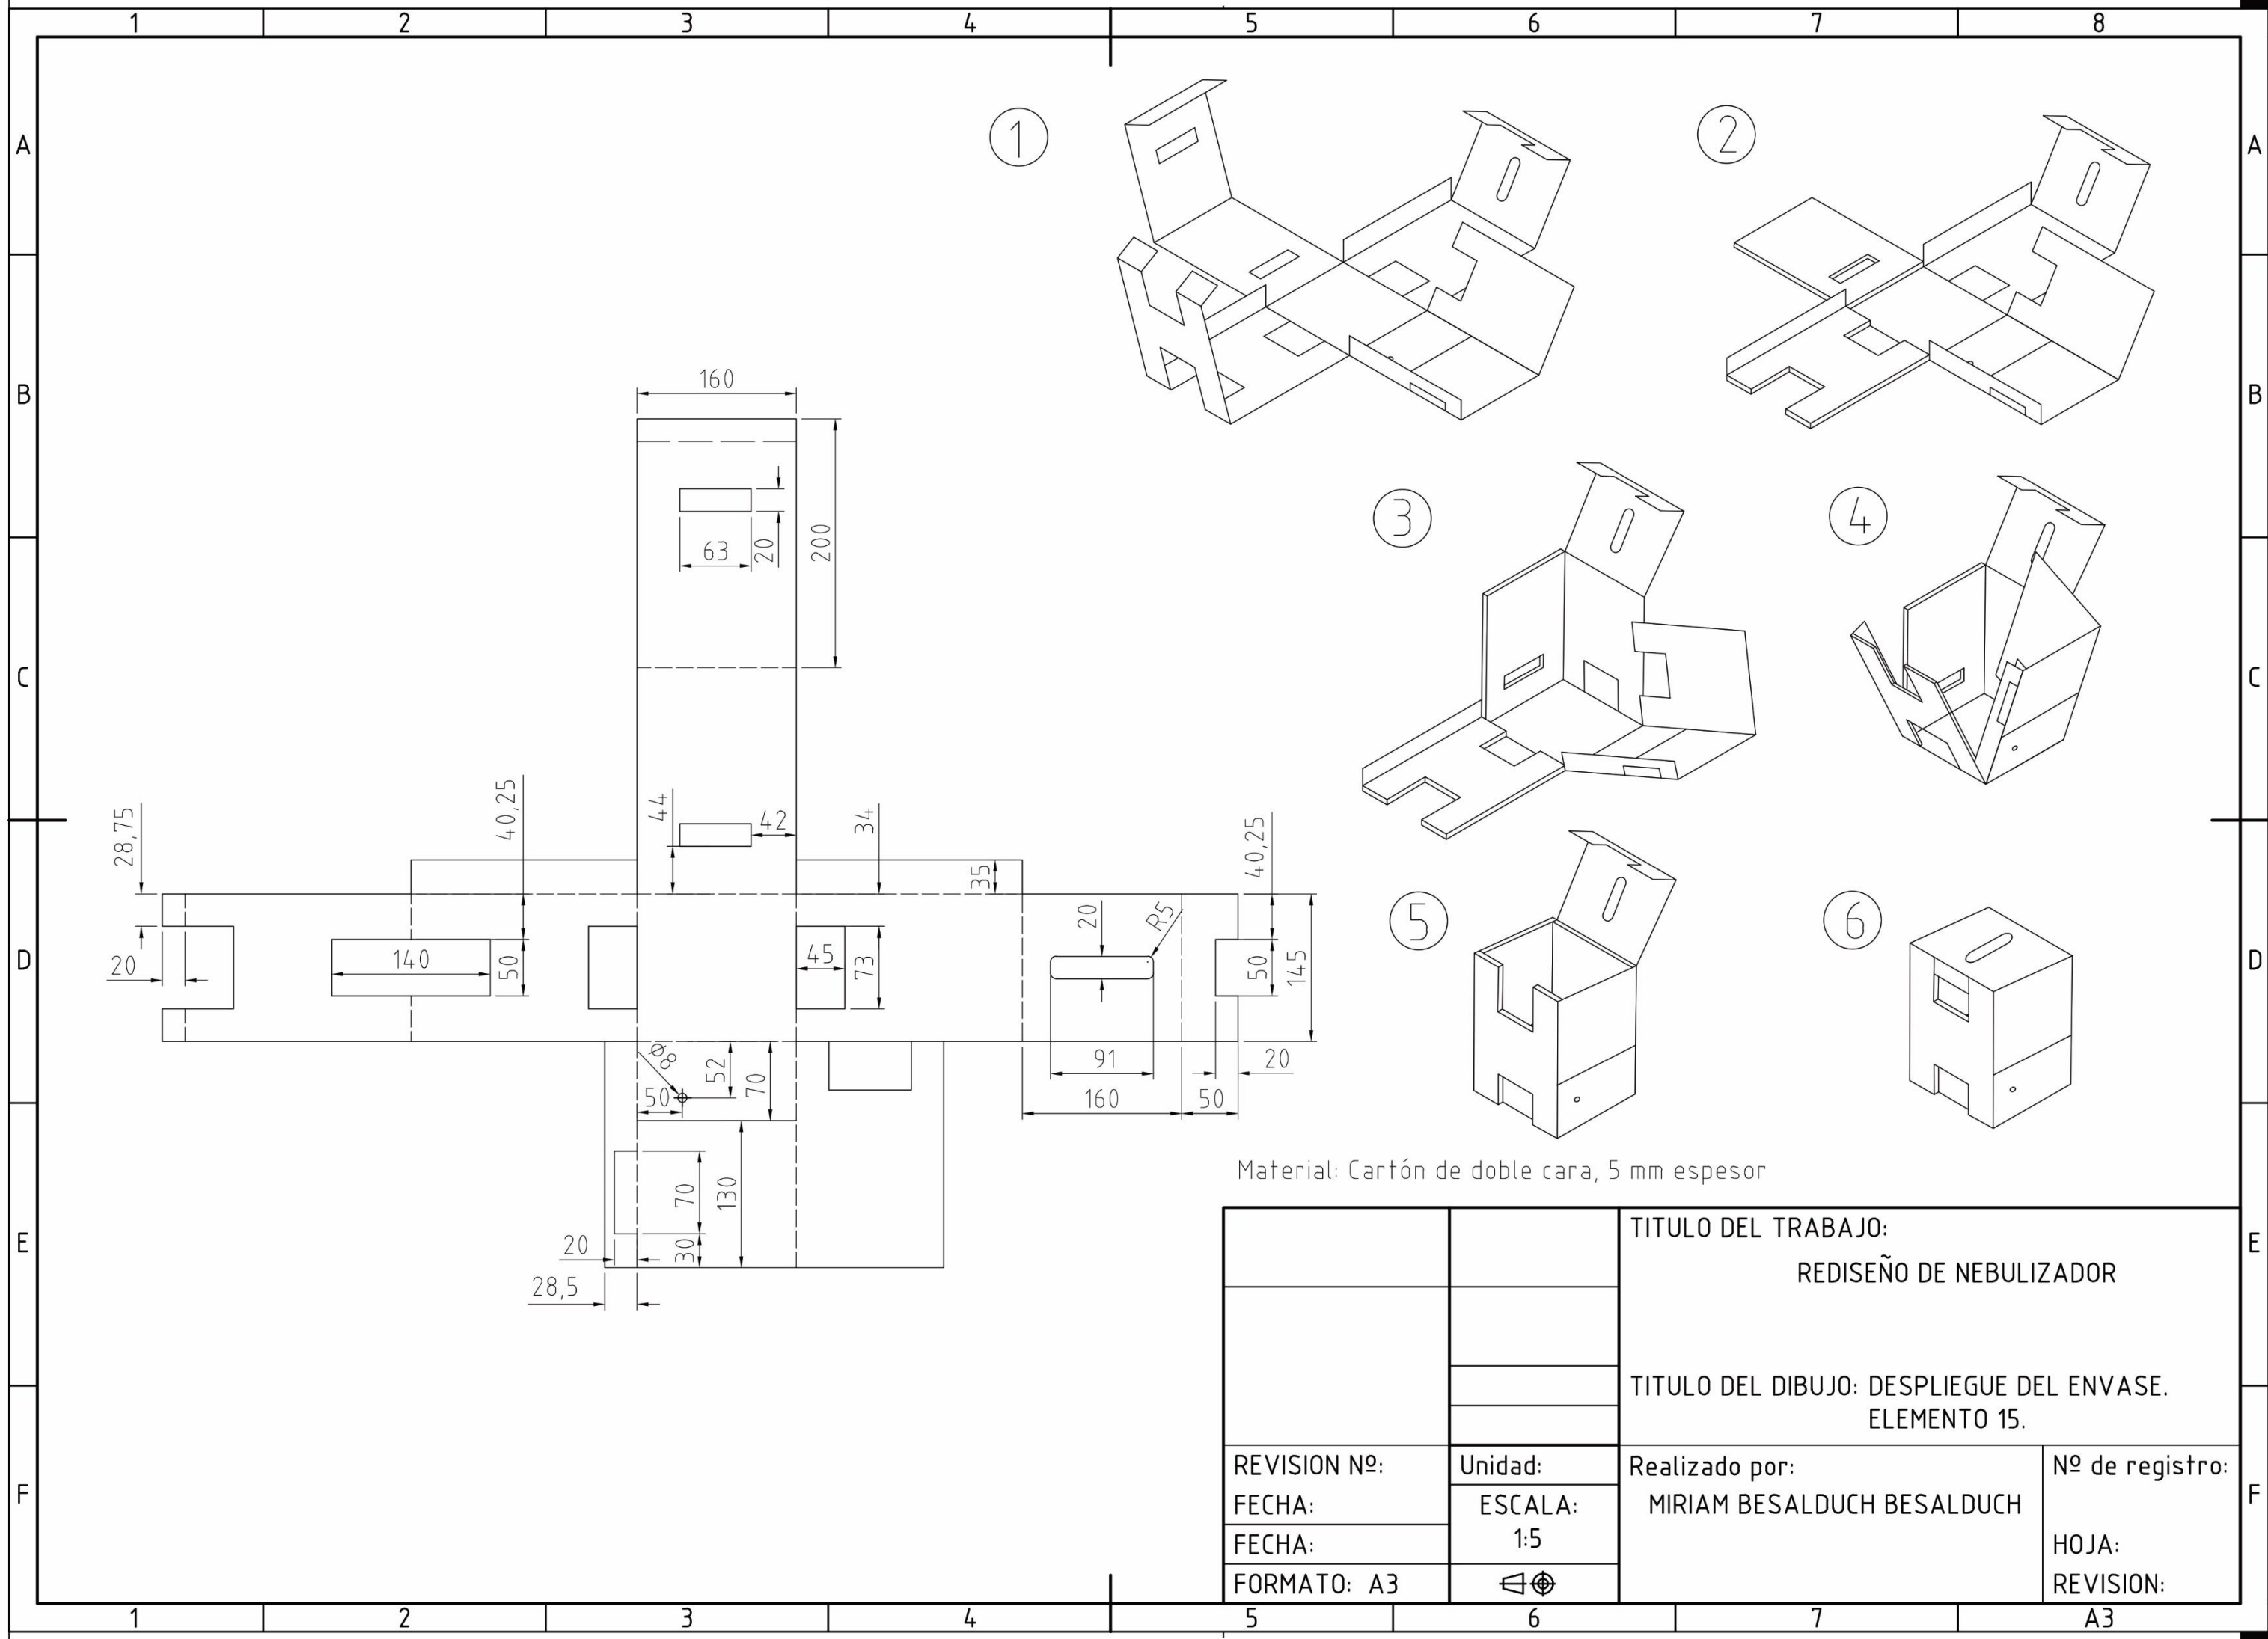 1 2 3 4 5 6 7 8
A A
B B
C C
D D
E E
F F
1 2 3 4 5 6 7 A3
1
2
3
4
5
6
160
200
20
63
44
42
34
40,25
28,75
20
140
50
45
73
35
20
R5
40,25
50
145
91
20
160
50
Ø8
52
70
50
70
130
30
20
28,5
Material: Cartón de doble cara, 5 mm espesor
TITULO DEL TRABAJO:
REDISEÑO DE NEBULIZADOR
TITULO DEL DIBUJO: DESPLIEGUE DEL ENVASE.
ELEMENTO 15.
REVISION Nº:
FECHA:
FECHA:
FORMATO: A3
Unidad:
ESCALA:
1:5
Realizado por:
MIRIAM BESALDUCH BESALDUCH
Nº de registro:
HOJA:
REVISION: